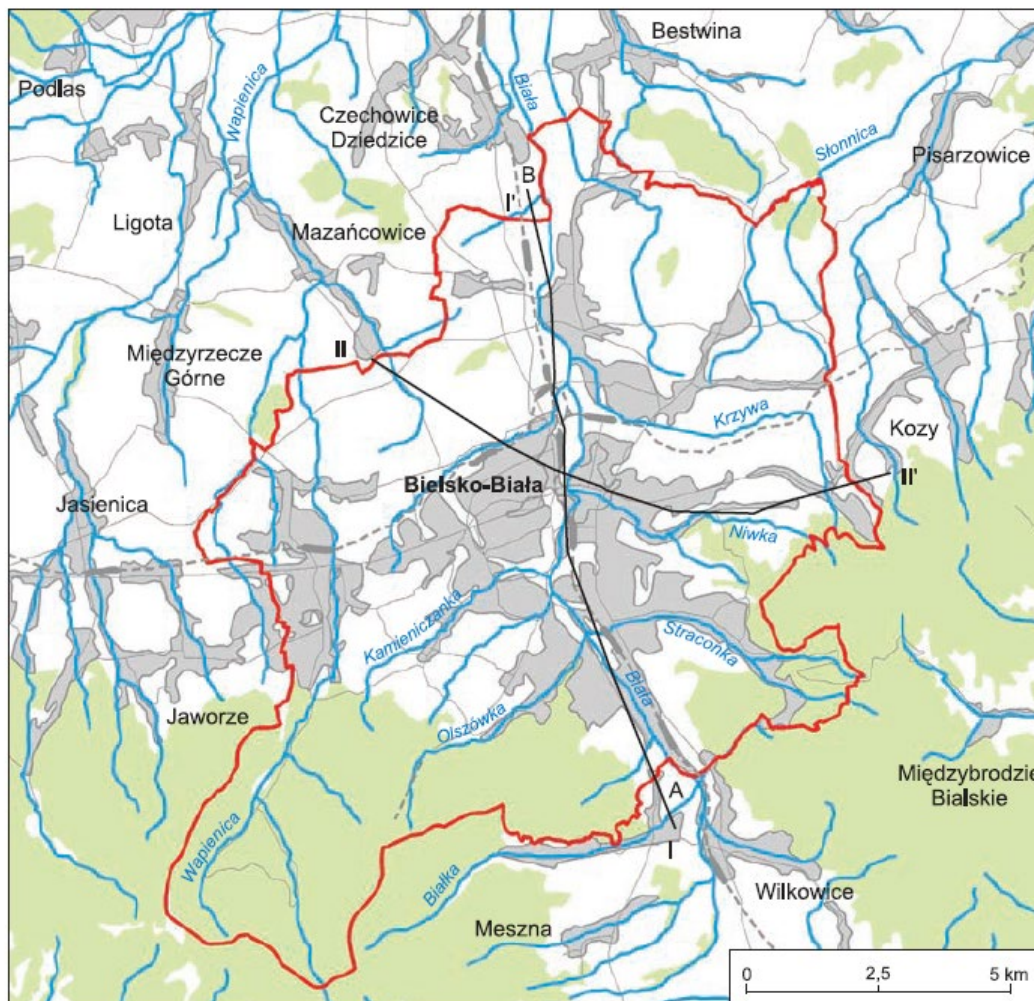 Bestwina
Podlas
Wapienica
Biała
Czechowice
Dziedzice
Słonnica
Pisarzowice
B
I'
Ligota
Mazańcowice
II
Międzyrzecze
Górne
Krzywa
Kozy
Bielsko-Biała
II'
Jasienica
Niwka
Kamieniczanka
Straconka
Biała
Jaworze
Olszówka
A
Międzybrodzie
Bialskie
Wapienica
I
Białka
Wilkowice
Meszna
0 2,5 5 km